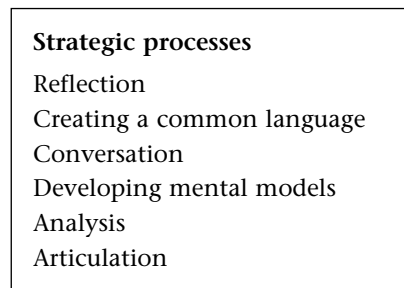 Strategic processes
Reflection
Creating a common language
Conversation
Developing mental models
Analysis
Articulation